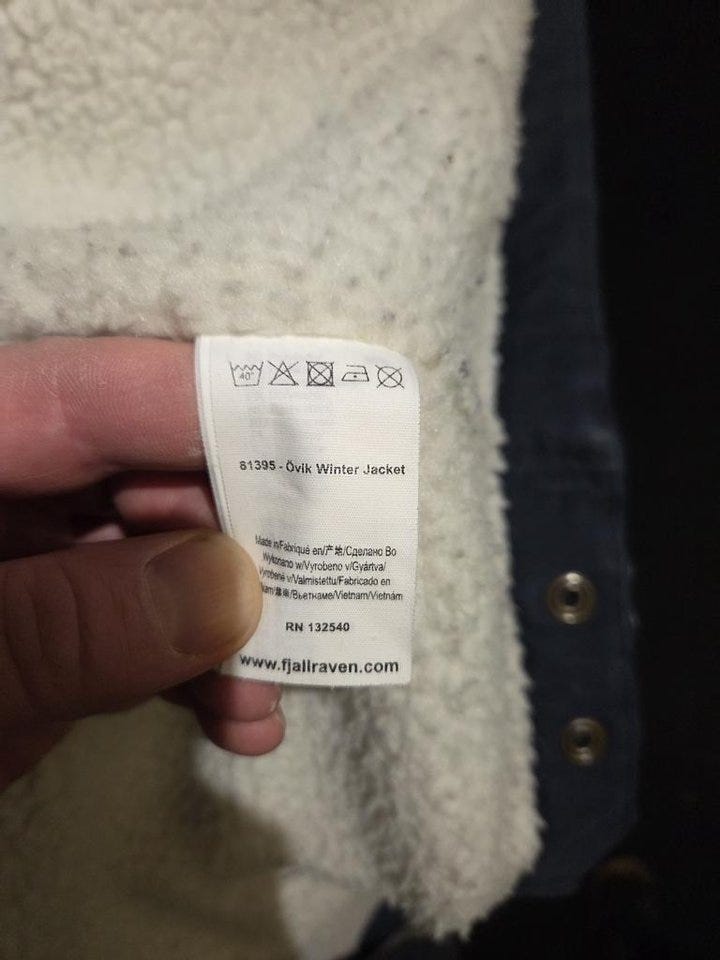 40°
81395 - Övik Winter Jacket
Made in/Fabriqué en/产地/Сделано Во
Wykonano w/Vyrobeno v/Gyártva/
Vyrobené v/Valmistettu/Fabricado en
/Вьетнаме/Vietnam/Vietnám
RN 132540
www.fjallraven.com